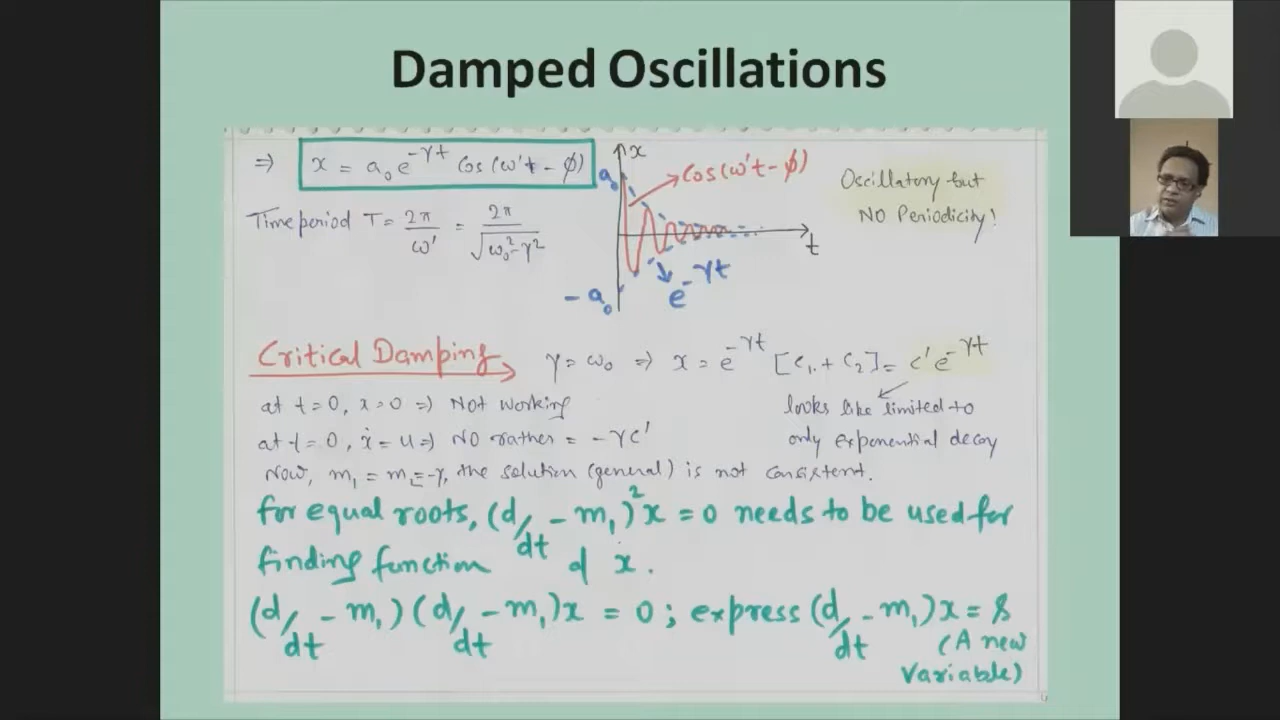 Damped Oscillations
⇒ x = a₀e^{-γt} Cos(ω't - φ)
x
a₀
Cos(ω't - φ)
Oscillatory but
NO Periodicity!
Time period T = 2π/ω' = 2π/√(ω₀²-γ²)
t
-a₀
e^{-γt}
Critical Damping
γ = ω₀ ⇒ x = e^{-γt} [C₁ + C₂] = C'e^{-γt}
at t=0, x=0 ⇒ Not working
looks like limited to
only exponential decay
at t=0, ẋ=u ⇒ NO rather = -γC'
Now, m₁ = m₂=-γ, the solution (general) is not consistent.
for equal roots, (d/dt - m₁)²x = 0 needs to be used for
finding function of x.
(d/dt - m₁)(d/dt - m₁)x = 0; express (d/dt - m₁)x = s
(A new
variable)